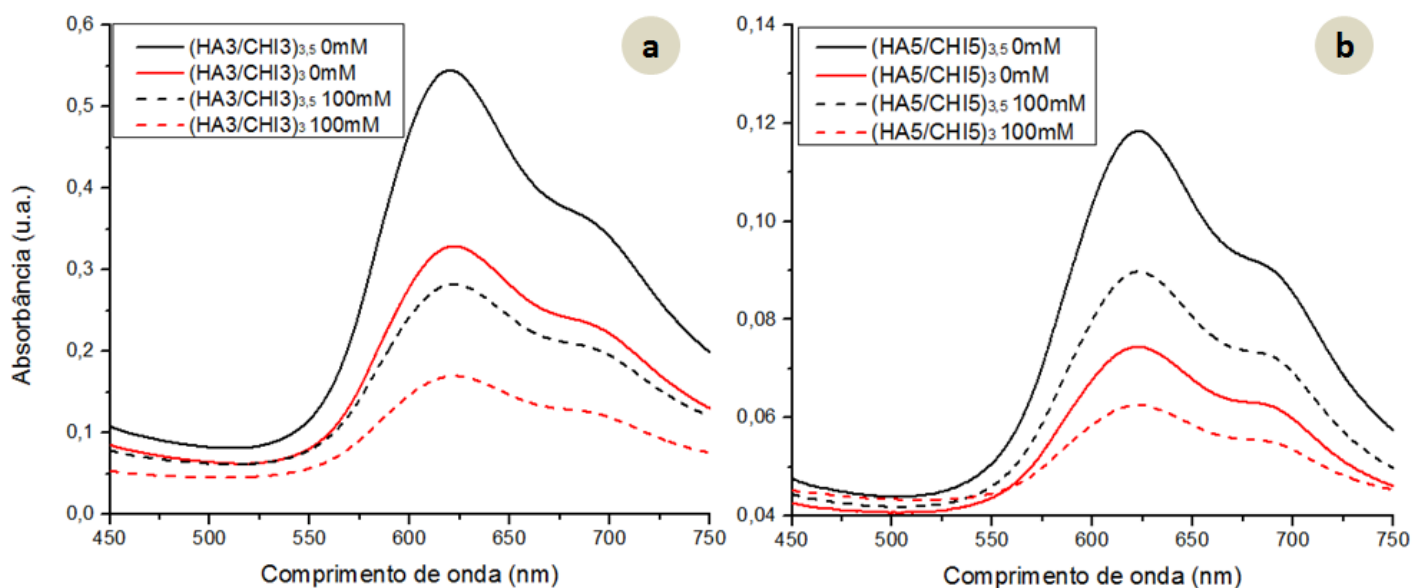 a
(HA3/CHI3)3,5 0mM
(HA3/CHI3)3 0mM
(HA3/CHI3)3,5 100mM
(HA3/CHI3)3 100mM
Absorbância (u.a.)
0,6
0,5
0,4
0,3
0,2
0,1
0,0
450 500 550 600 650 700 750
Comprimento de onda (nm)
b
(HA5/CHI5)3,5 0mM
(HA5/CHI5)3 0mM
(HA5/CHI5)3,5 100mM
(HA5/CHI5)3 100mM
0,14
0,12
0,10
0,08
0,06
0,04
450 500 550 600 650 700 750
Comprimento de onda (nm)